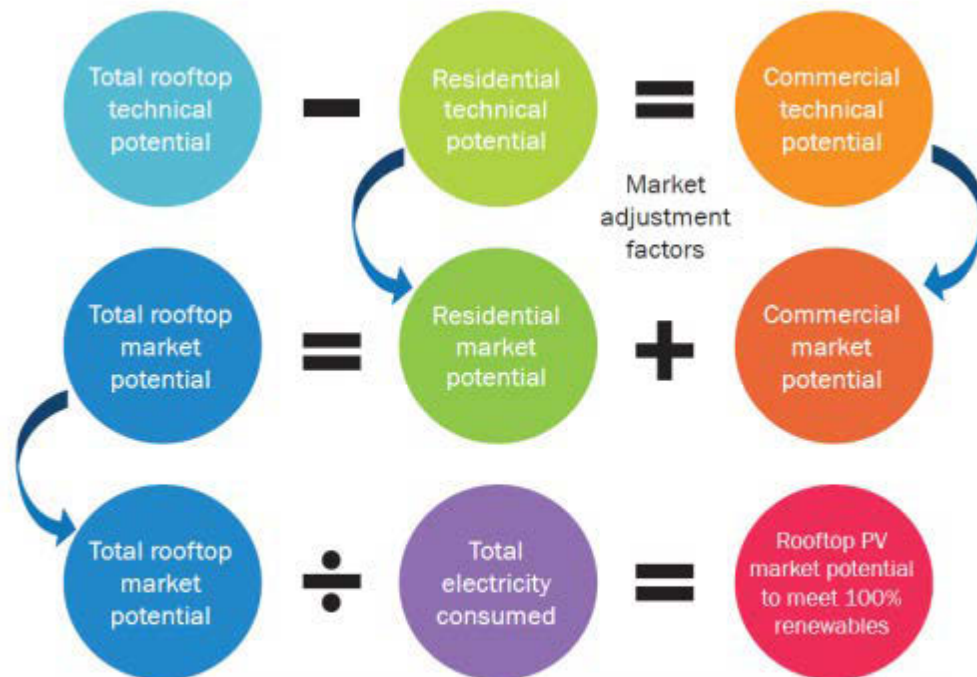 Total rooftop
technical
potential
Residential
technical
potential
Commercial
technical
potential
Market
adjustment
factors
Total rooftop
market
potential
Residential
market
potential
Commercial
market
potential
Total rooftop
market
potential
Total
electricity
consumed
Rooftop PV
market potential
to meet 100%
renewables